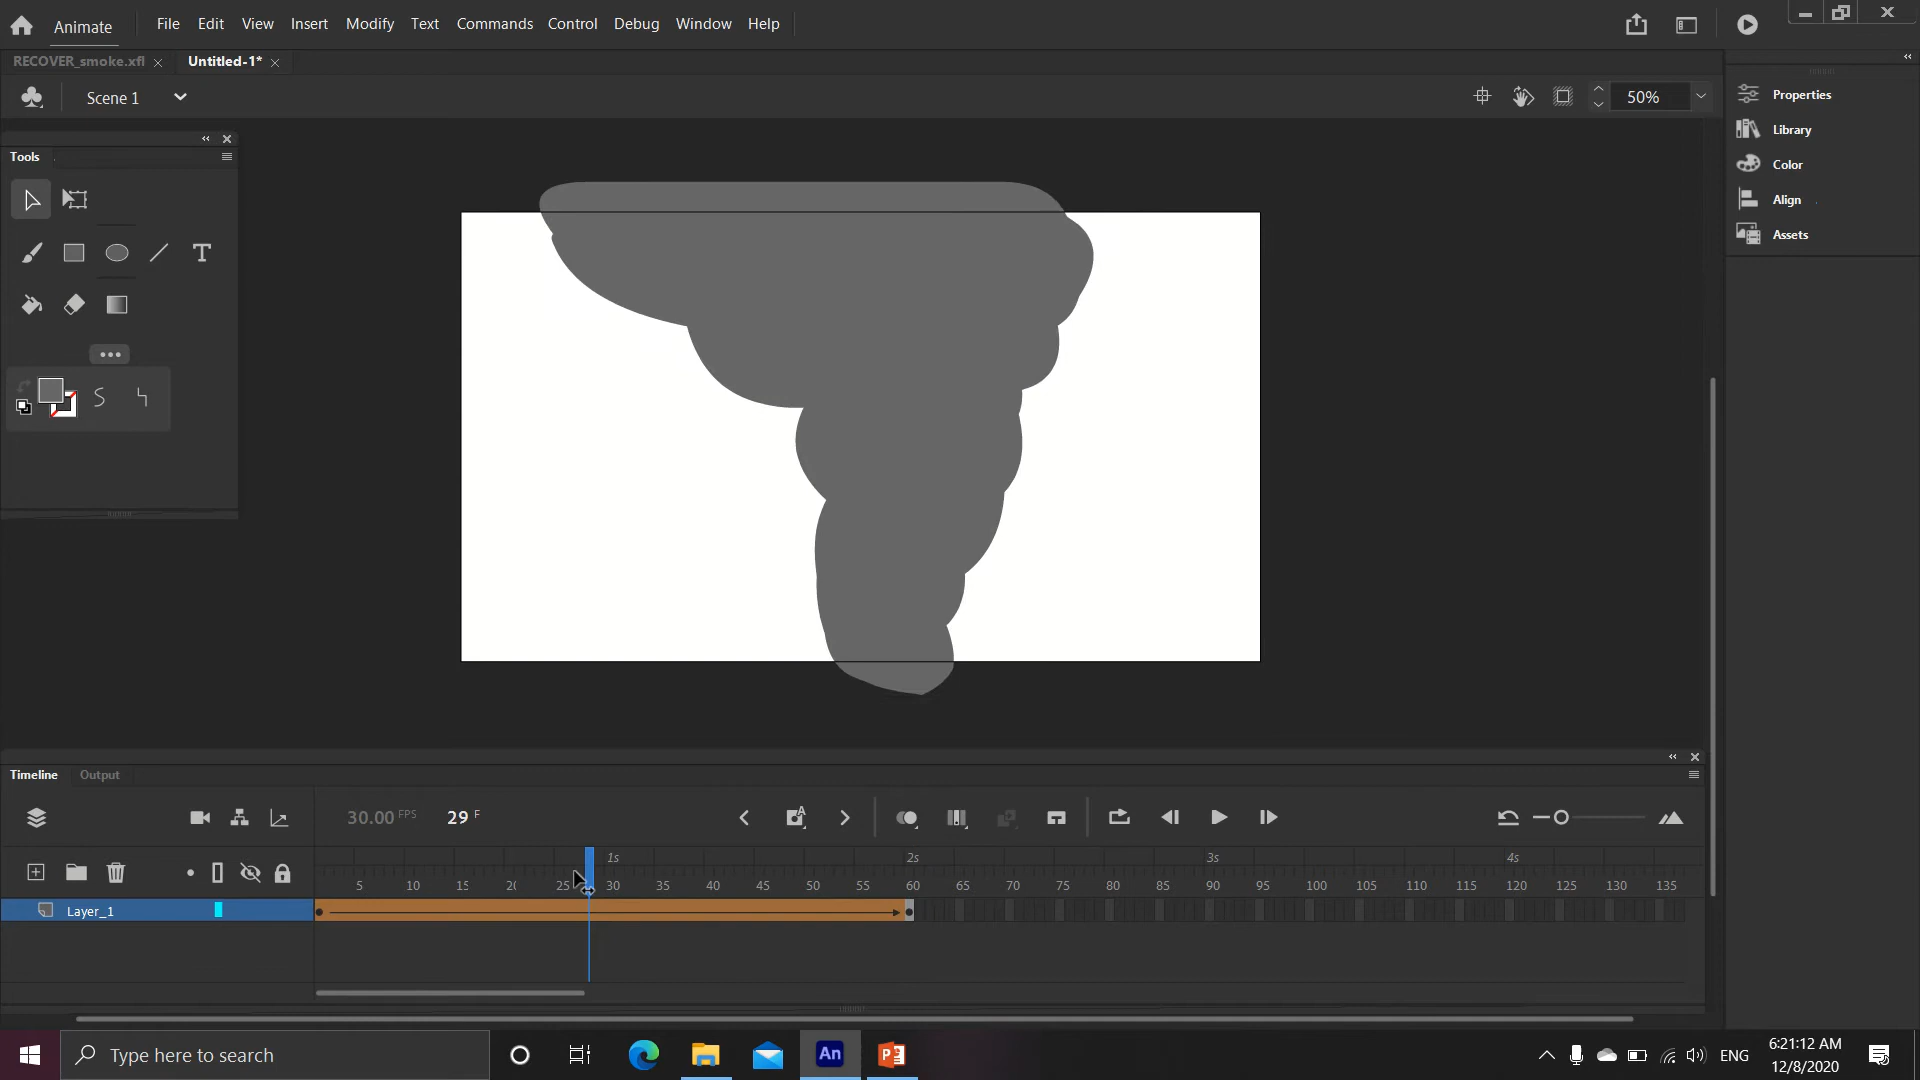 Animate File Edit View Insert Modify Text Commands Control Debug Window Help
RECOVER_smoke.xfl Untitled-1*
Scene 1 50%
Properties
Library
Color
Align
Assets
Tools
Timeline Output
30.00 FPS 29 F
1s 2s 3s 4s
5 10 15 20 25 30 35 40 45 50 55 60 65 70 75 80 85 90 95 100 105 110 115 120 125 130 135
Layer_1
Type here to search
An
ENG
6:21:12 AM
12/8/2020